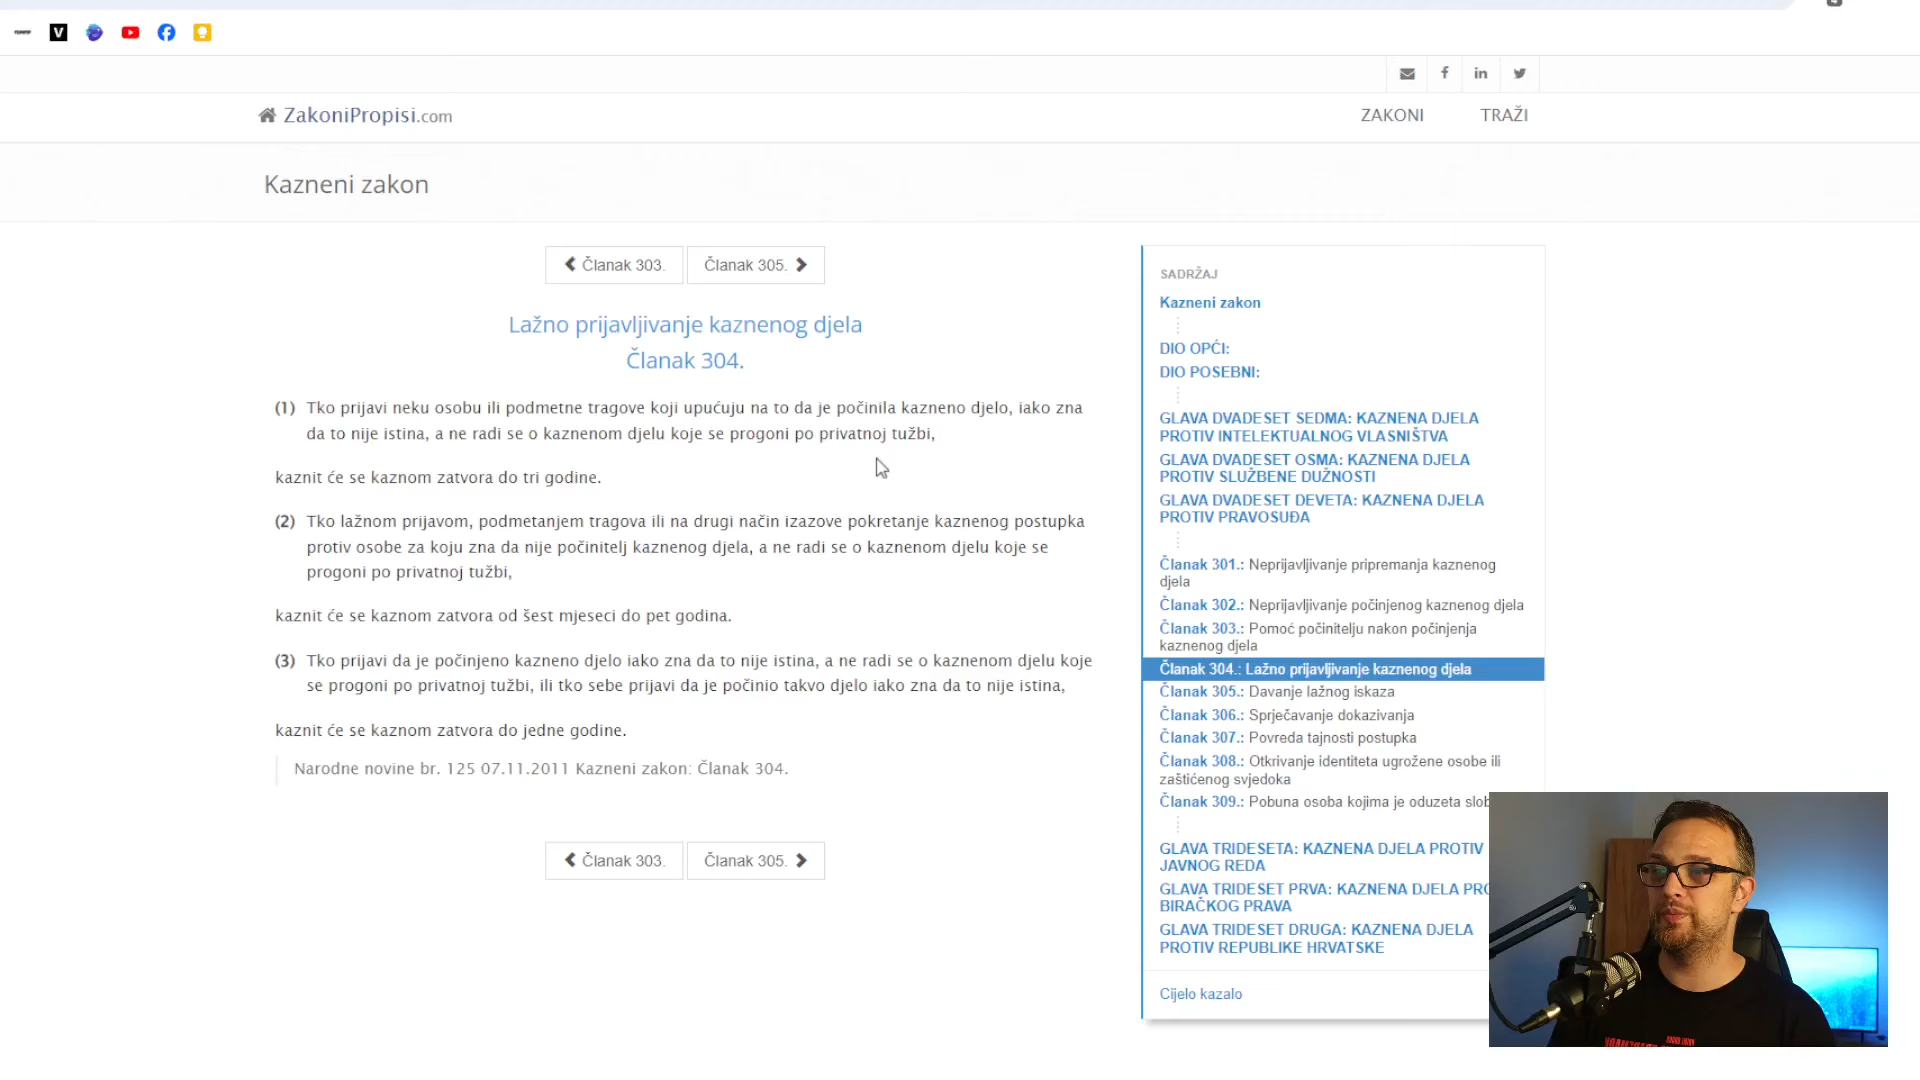 V
ZakoniPropisi.com
ZAKONI
TRAŽI
Kazneni zakon
Članak 303.
Članak 305.
Lažno prijavljivanje kaznenog djela
Članak 304.
(1) Tko prijavi neku osobu ili podmetne tragove koji upućuju na to da je počinila kazneno djelo, iako zna
da to nije istina, a ne radi se o kaznenom djelu koje se progoni po privatnoj tužbi,
kaznit će se kaznom zatvora do tri godine.
(2) Tko lažnom prijavom, podmetanjem tragova ili na drugi način izazove pokretanje kaznenog postupka
protiv osobe za koju zna da nije počinitelj kaznenog djela, a ne radi se o kaznenom djelu koje se
progoni po privatnoj tužbi,
kaznit će se kaznom zatvora od šest mjeseci do pet godina.
(3) Tko prijavi da je počinjeno kazneno djelo iako zna da to nije istina, a ne radi se o kaznenom djelu koje
se progoni po privatnoj tužbi, ili tko sebe prijavi da je počinio takvo djelo iako zna da to nije istina,
kaznit će se kaznom zatvora do jedne godine.
Narodne novine br. 125 07.11.2011 Kazneni zakon: Članak 304.
Članak 303.
Članak 305.
SADRŽAJ
Kazneni zakon
DIO OPĆI:
DIO POSEBNI:
GLAVA DVADESET SEDMA: KAZNENA DJELA
PROTIV INTELEKTUALNOG VLASNIŠTVA
GLAVA DVADESET OSMA: KAZNENA DJELA
PROTIV SLUŽBENE DUŽNOSTI
GLAVA DVADESET DEVETA: KAZNENA DJELA
PROTIV PRAVOSUĐA
Članak 301.: Neprijavljivanje pripremanja kaznenog
djela
Članak 302.: Neprijavljivanje počinjenog kaznenog djela
Članak 303.: Pomoć počinitelju nakon počinjenja
kaznenog djela
Članak 304.: Lažno prijavljivanje kaznenog djela
Članak 305.: Davanje lažnog iskaza
Članak 306.: Sprječavanje dokazivanja
Članak 307.: Povreda tajnosti postupka
Članak 308.: Otkrivanje identiteta ugrožene osobe ili
zaštićenog svjedoka
Članak 309.: Pobuna osoba kojima je oduzeta slob
GLAVA TRIDESETA: KAZNENA DJELA PROTIV
JAVNOG REDA
GLAVA TRIDESET PRVA: KAZNENA DJELA PRO
BIRAČKOG PRAVA
GLAVA TRIDESET DRUGA: KAZNENA DJELA
PROTIV REPUBLIKE HRVATSKE
Cijelo kazalo